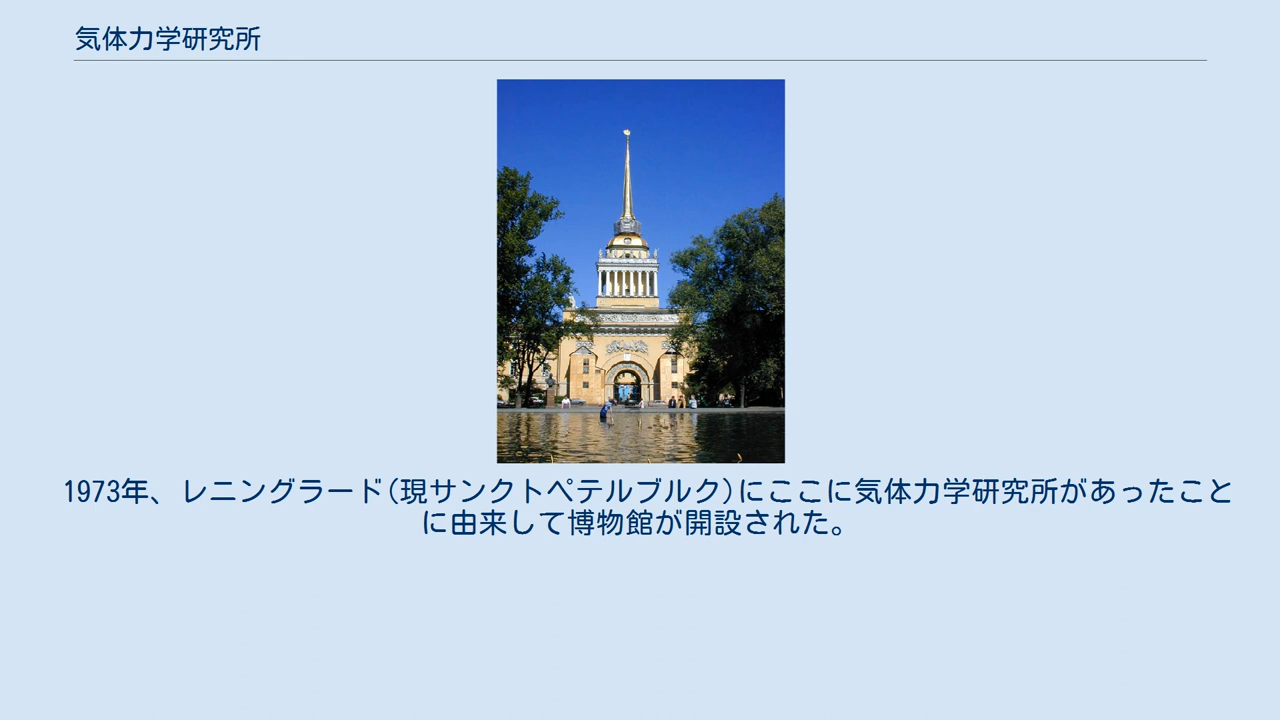 気体力学研究所
1973年、レニングラード(現サンクトペテルブルク)にここに気体力学研究所があったこと
に由来して博物館が開設された。